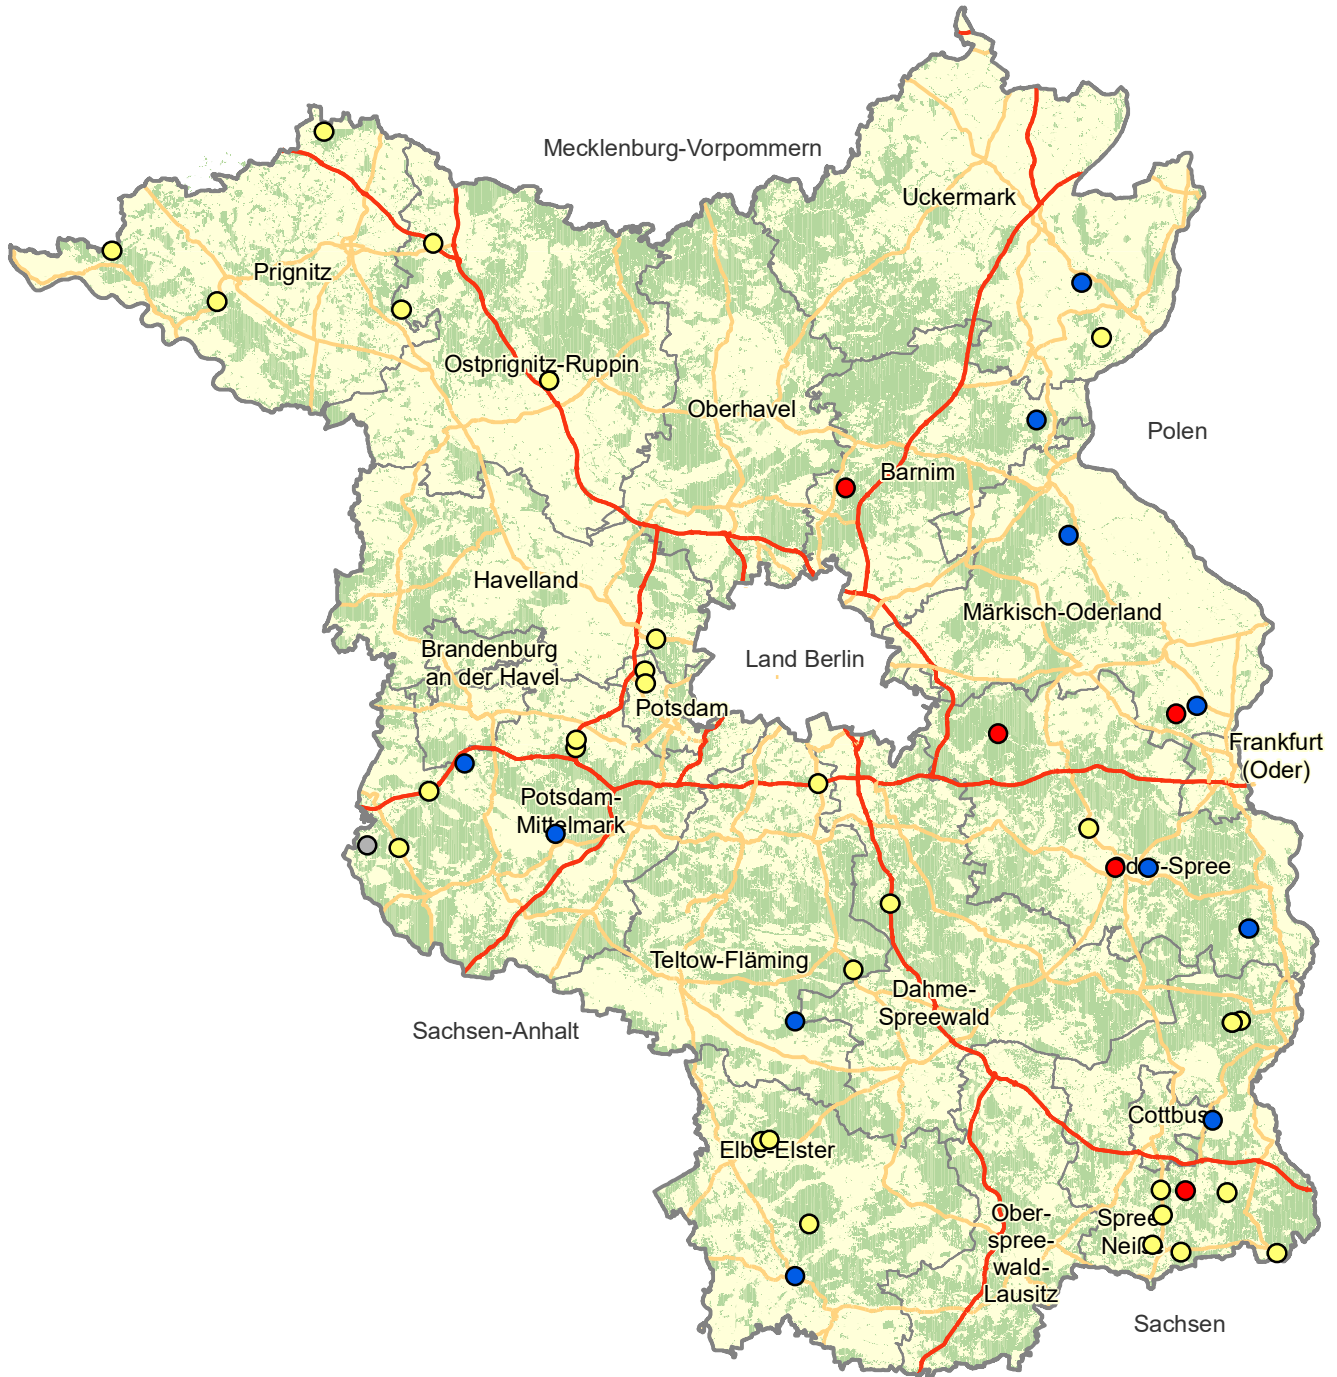 Mecklenburg-Vorpommern
Uckermark
Prignitz
Ostprignitz-Ruppin
Oberhavel
Polen
Barnim
Havelland
Märkisch-Oderland
Brandenburg
an der Havel
Land Berlin
Potsdam
Frankfurt
(Oder)
Potsdam-
Mittelmark
Oder-Spree
Teltow-Fläming
Dahme-
Spreewald
Sachsen-Anhalt
Cottbus
Elbe-Elster
Ober-
spree-
wald-
Lausitz
Spree-
Neiße
Sachsen